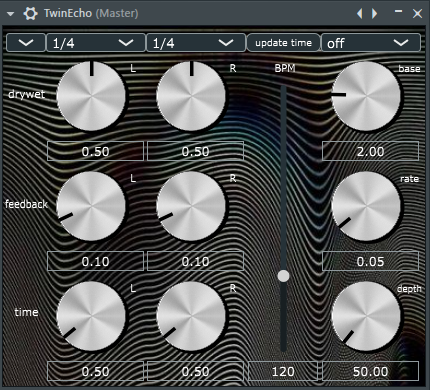 TwinEcho (Master)
1/4 1/4 update time off
L R BPM base
drywet
0.50 0.50 2.00
L R rate
feedback
0.10 0.10 0.05
L R depth
time
0.50 0.50 120 50.00